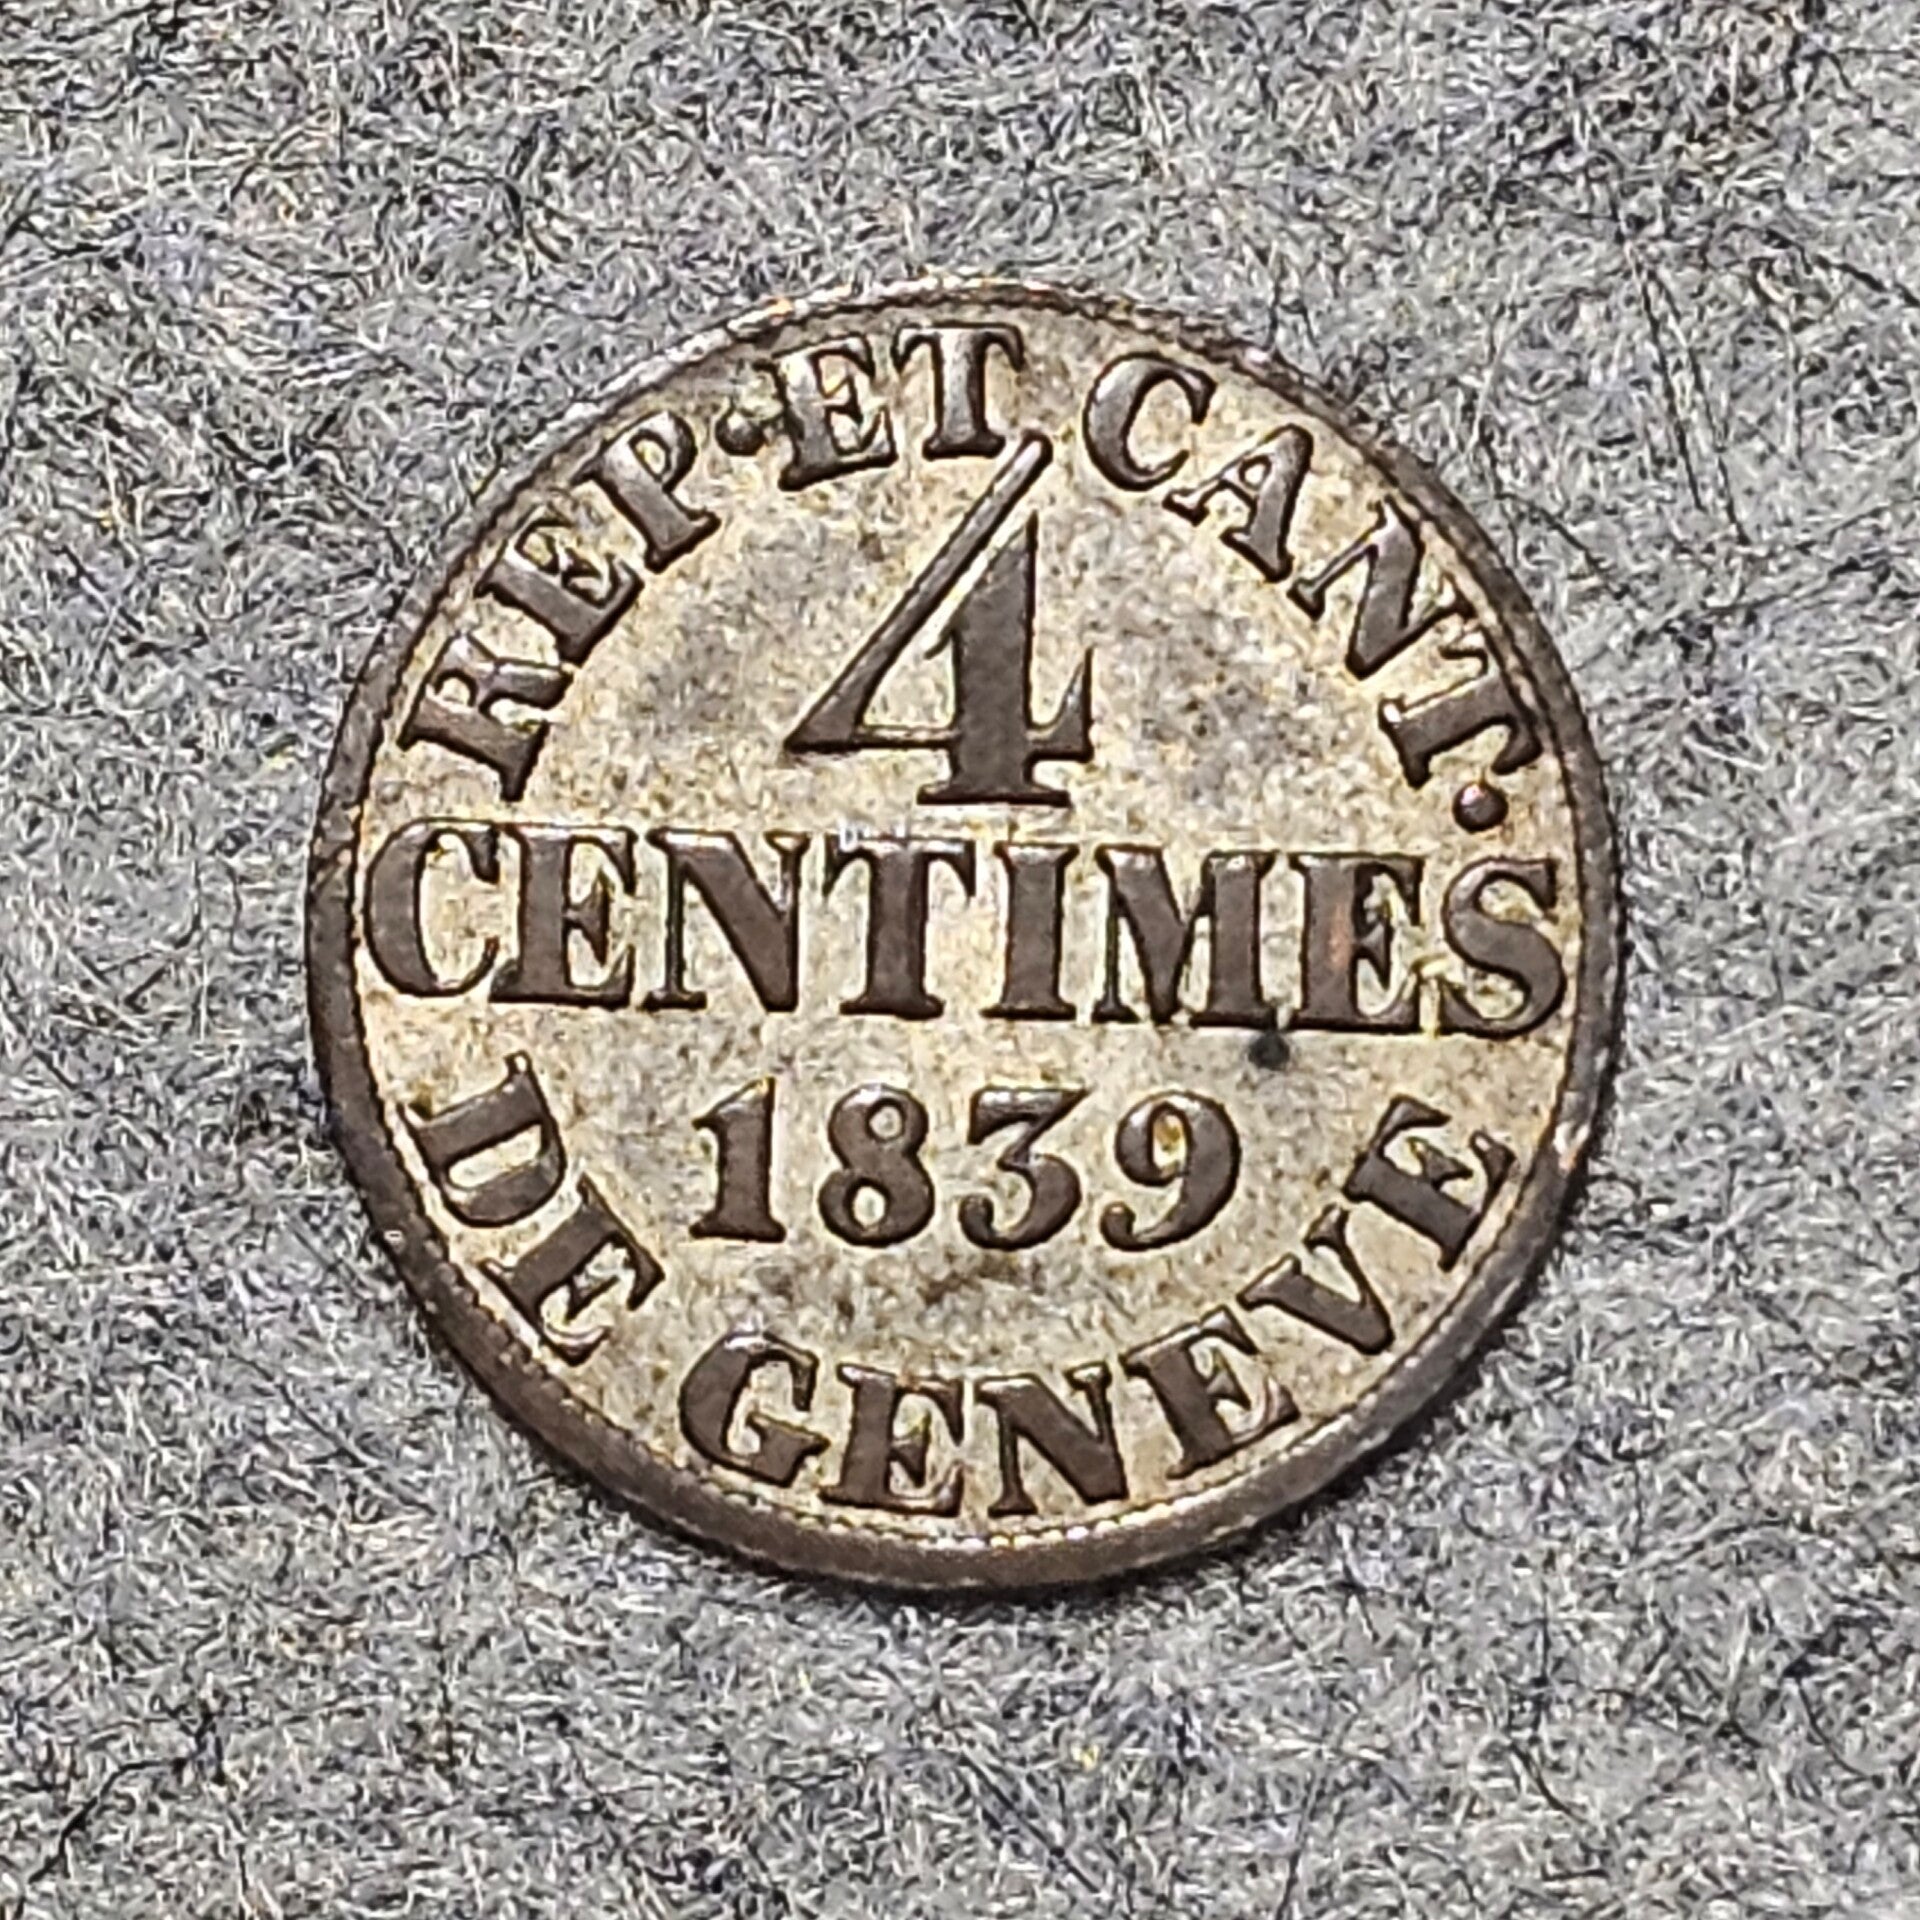 REP. ET CANT.
4
CENTIMES
1839
DE GENEVE